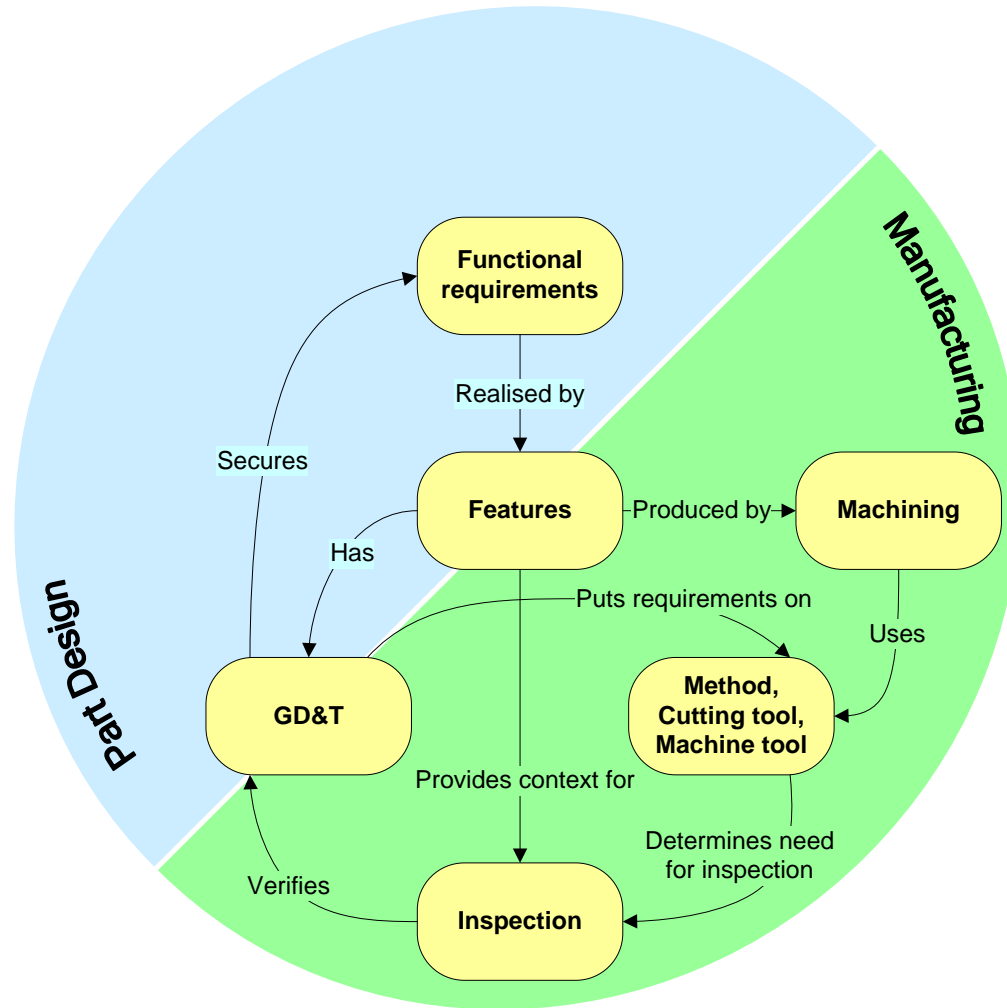 Functional
requirements
Manufacturing
Realised by
Secures
Features
Produced by
Machining
Has
Puts requirements on
Uses
Part Design
GD&T
Method,
Cutting tool,
Machine tool
Provides context for
Determines need
for inspection
Verifies
Inspection